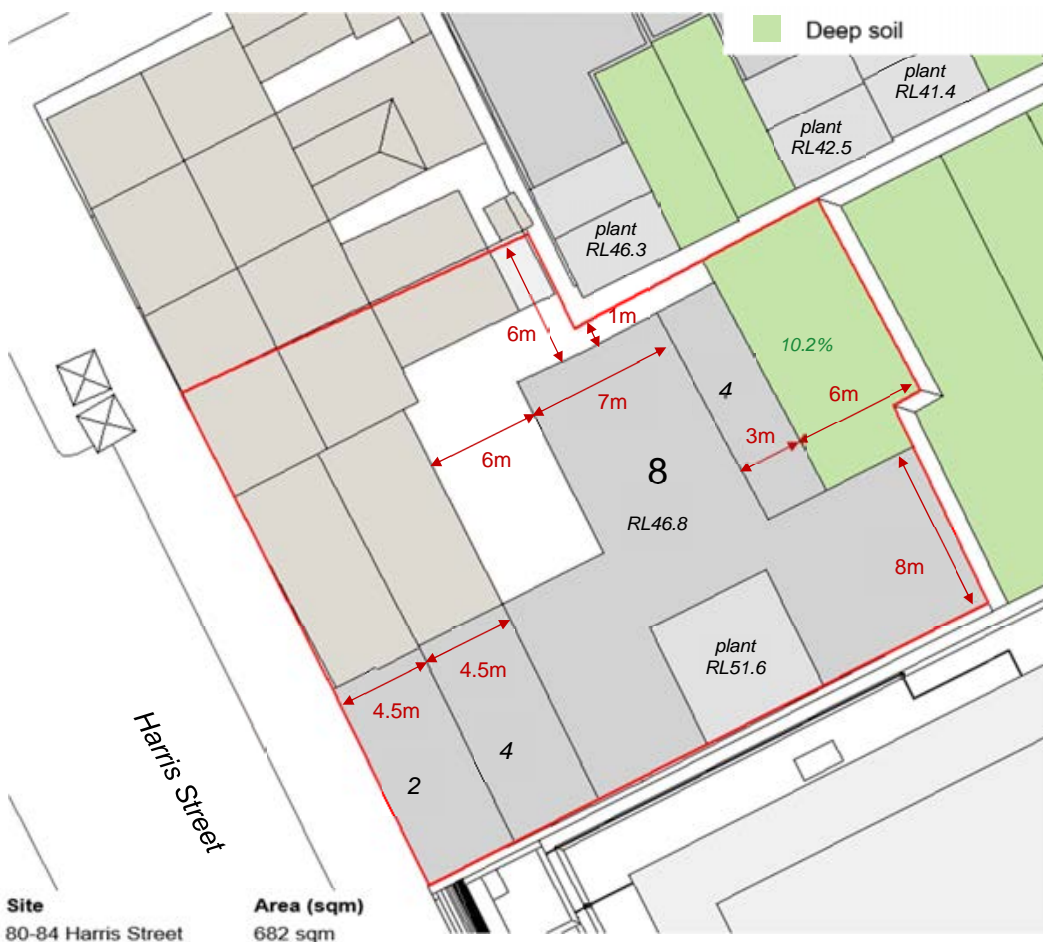 Deep soil
plant
RL41.4
plant
RL42.5
plant
RL46.3
1m
6m
10.2%
7m
4
6m
3m
6m
8
RL46.8
8m
plant
RL51.6
4.5m
4.5m
4
2
Harris Street
Site Area (sqm)
80-84 Harris Street 682 sqm